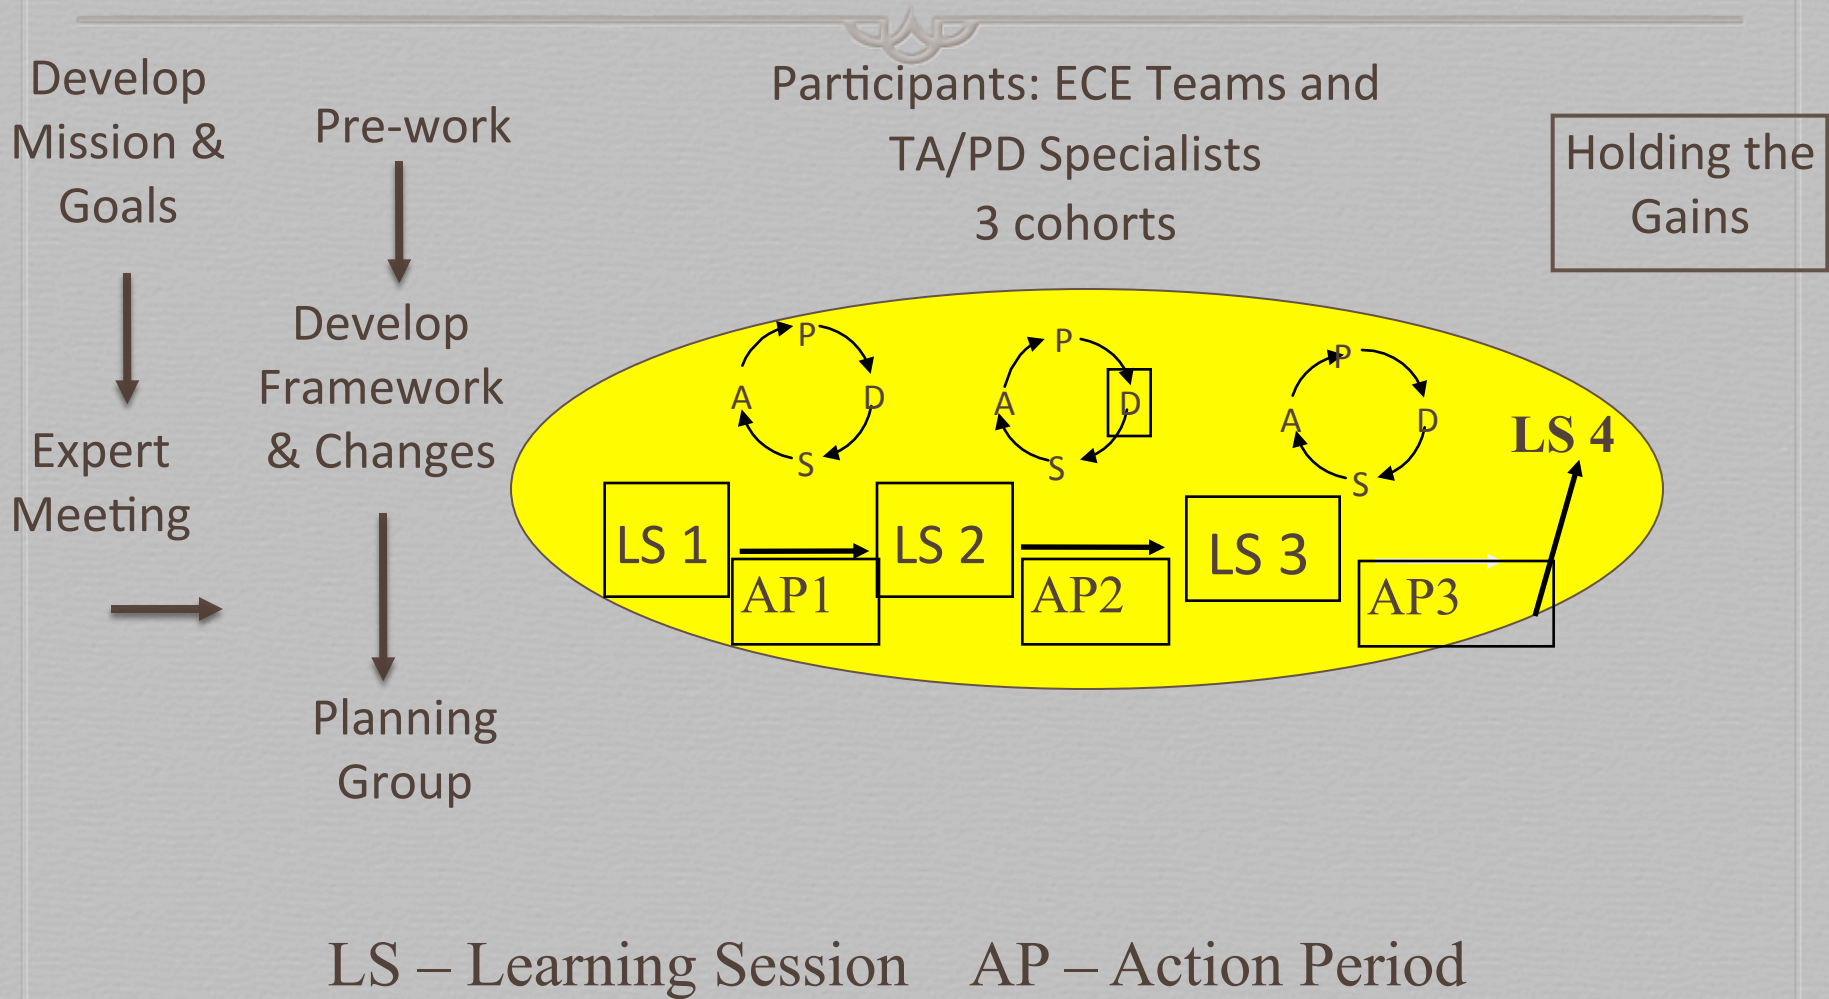 Develop
Mission &
Goals
Expert
Meeting
Pre-work
Develop
Framework
& Changes
Planning
Group
Participants: ECE Teams and
TA/PD Specialists
3 cohorts
Holding the
Gains
P
A D
S
P
A D
S
P
A D
S
LS 1
AP1
LS 2
AP2
LS 3
AP3
LS 4
LS – Learning Session AP – Action Period